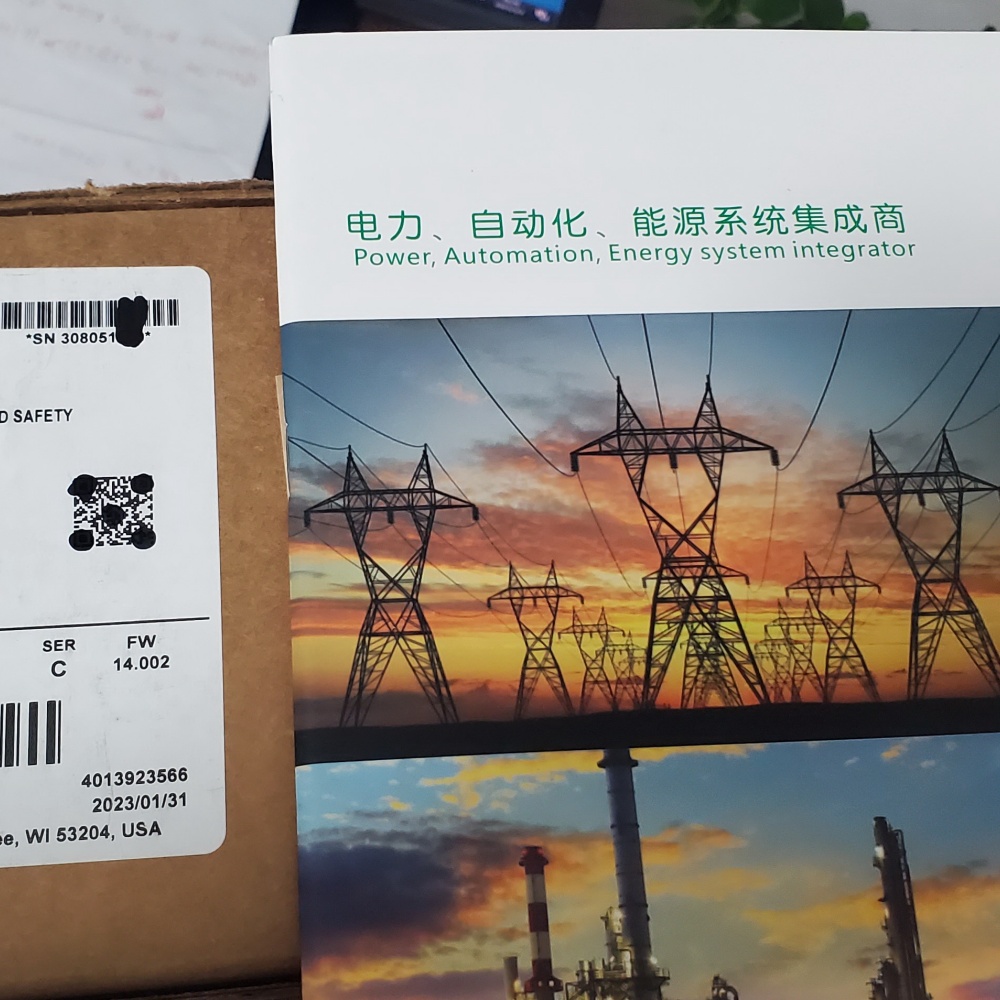 电力、自动化、能源系统集成商
Power, Automation, Energy system integrator
*SN 308051 *
D SAFETY
SER FW
C 14.002
4013923566
2023/01/31
ee, WI 53204, USA